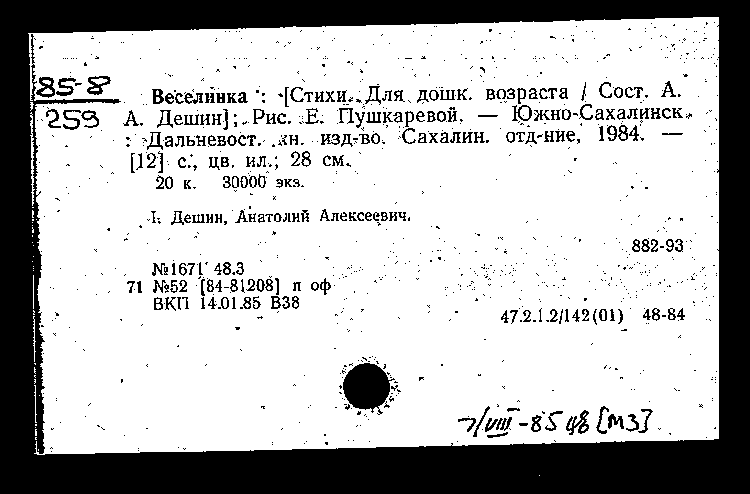 85-8
259
Веселинка : [Стихи. Для дошк. возраста / Сост. А.
А. Дешин]; Рис. Е. Пушкаревой. — Южно-Сахалинск
: Дальневост. кн. изд-во. Сахалин. отд-ние, 1984. —
[12] с., цв. ил.; 28 см.
20 к. 30000 экз.
I. Дешин, Анатолий Алексеевич.
882-93
№1671 48.3
71 №52 [84-81208] п оф
ВКП 14.01.85 В38
47.2.1.2/142(01) 48-84
7/VIII-85 [МЗ]